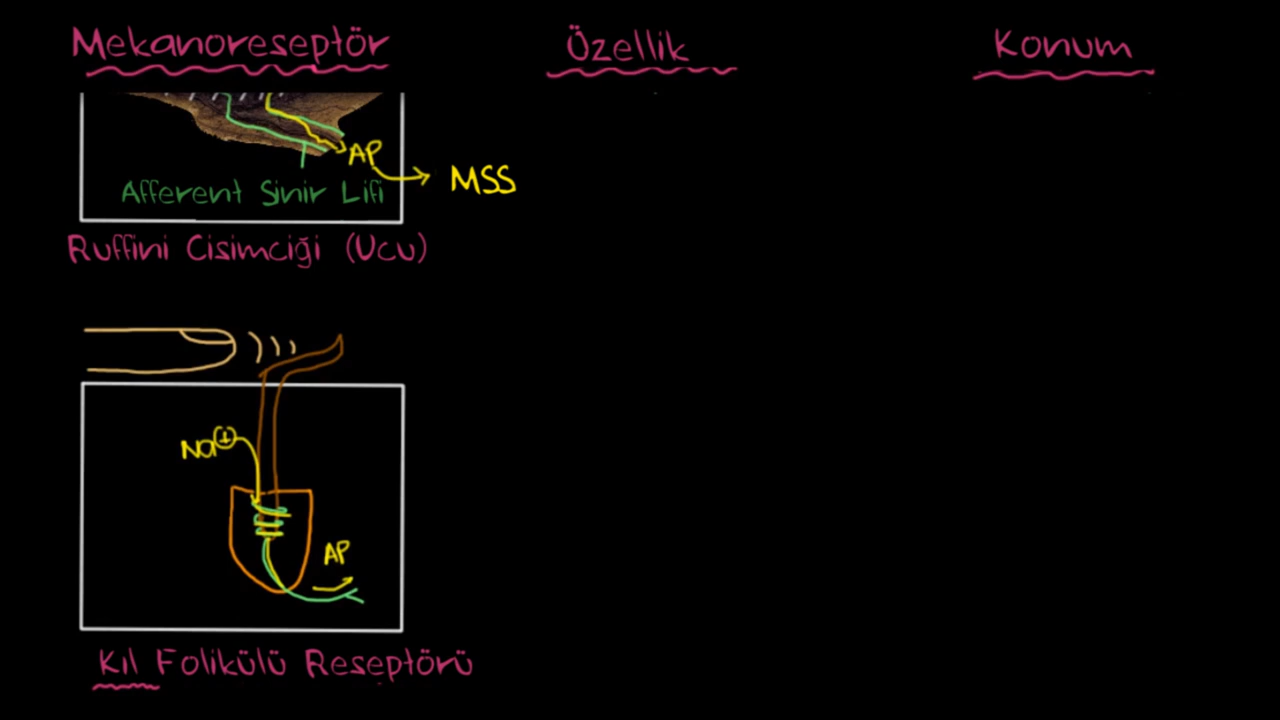 Mekanoreseptör Özellik Konum
AP
MSS
Afferent Sinir Lifi
Ruffini Cisimciği (Ucu)
Na+
AP
Kıl Folikülü Reseptörü